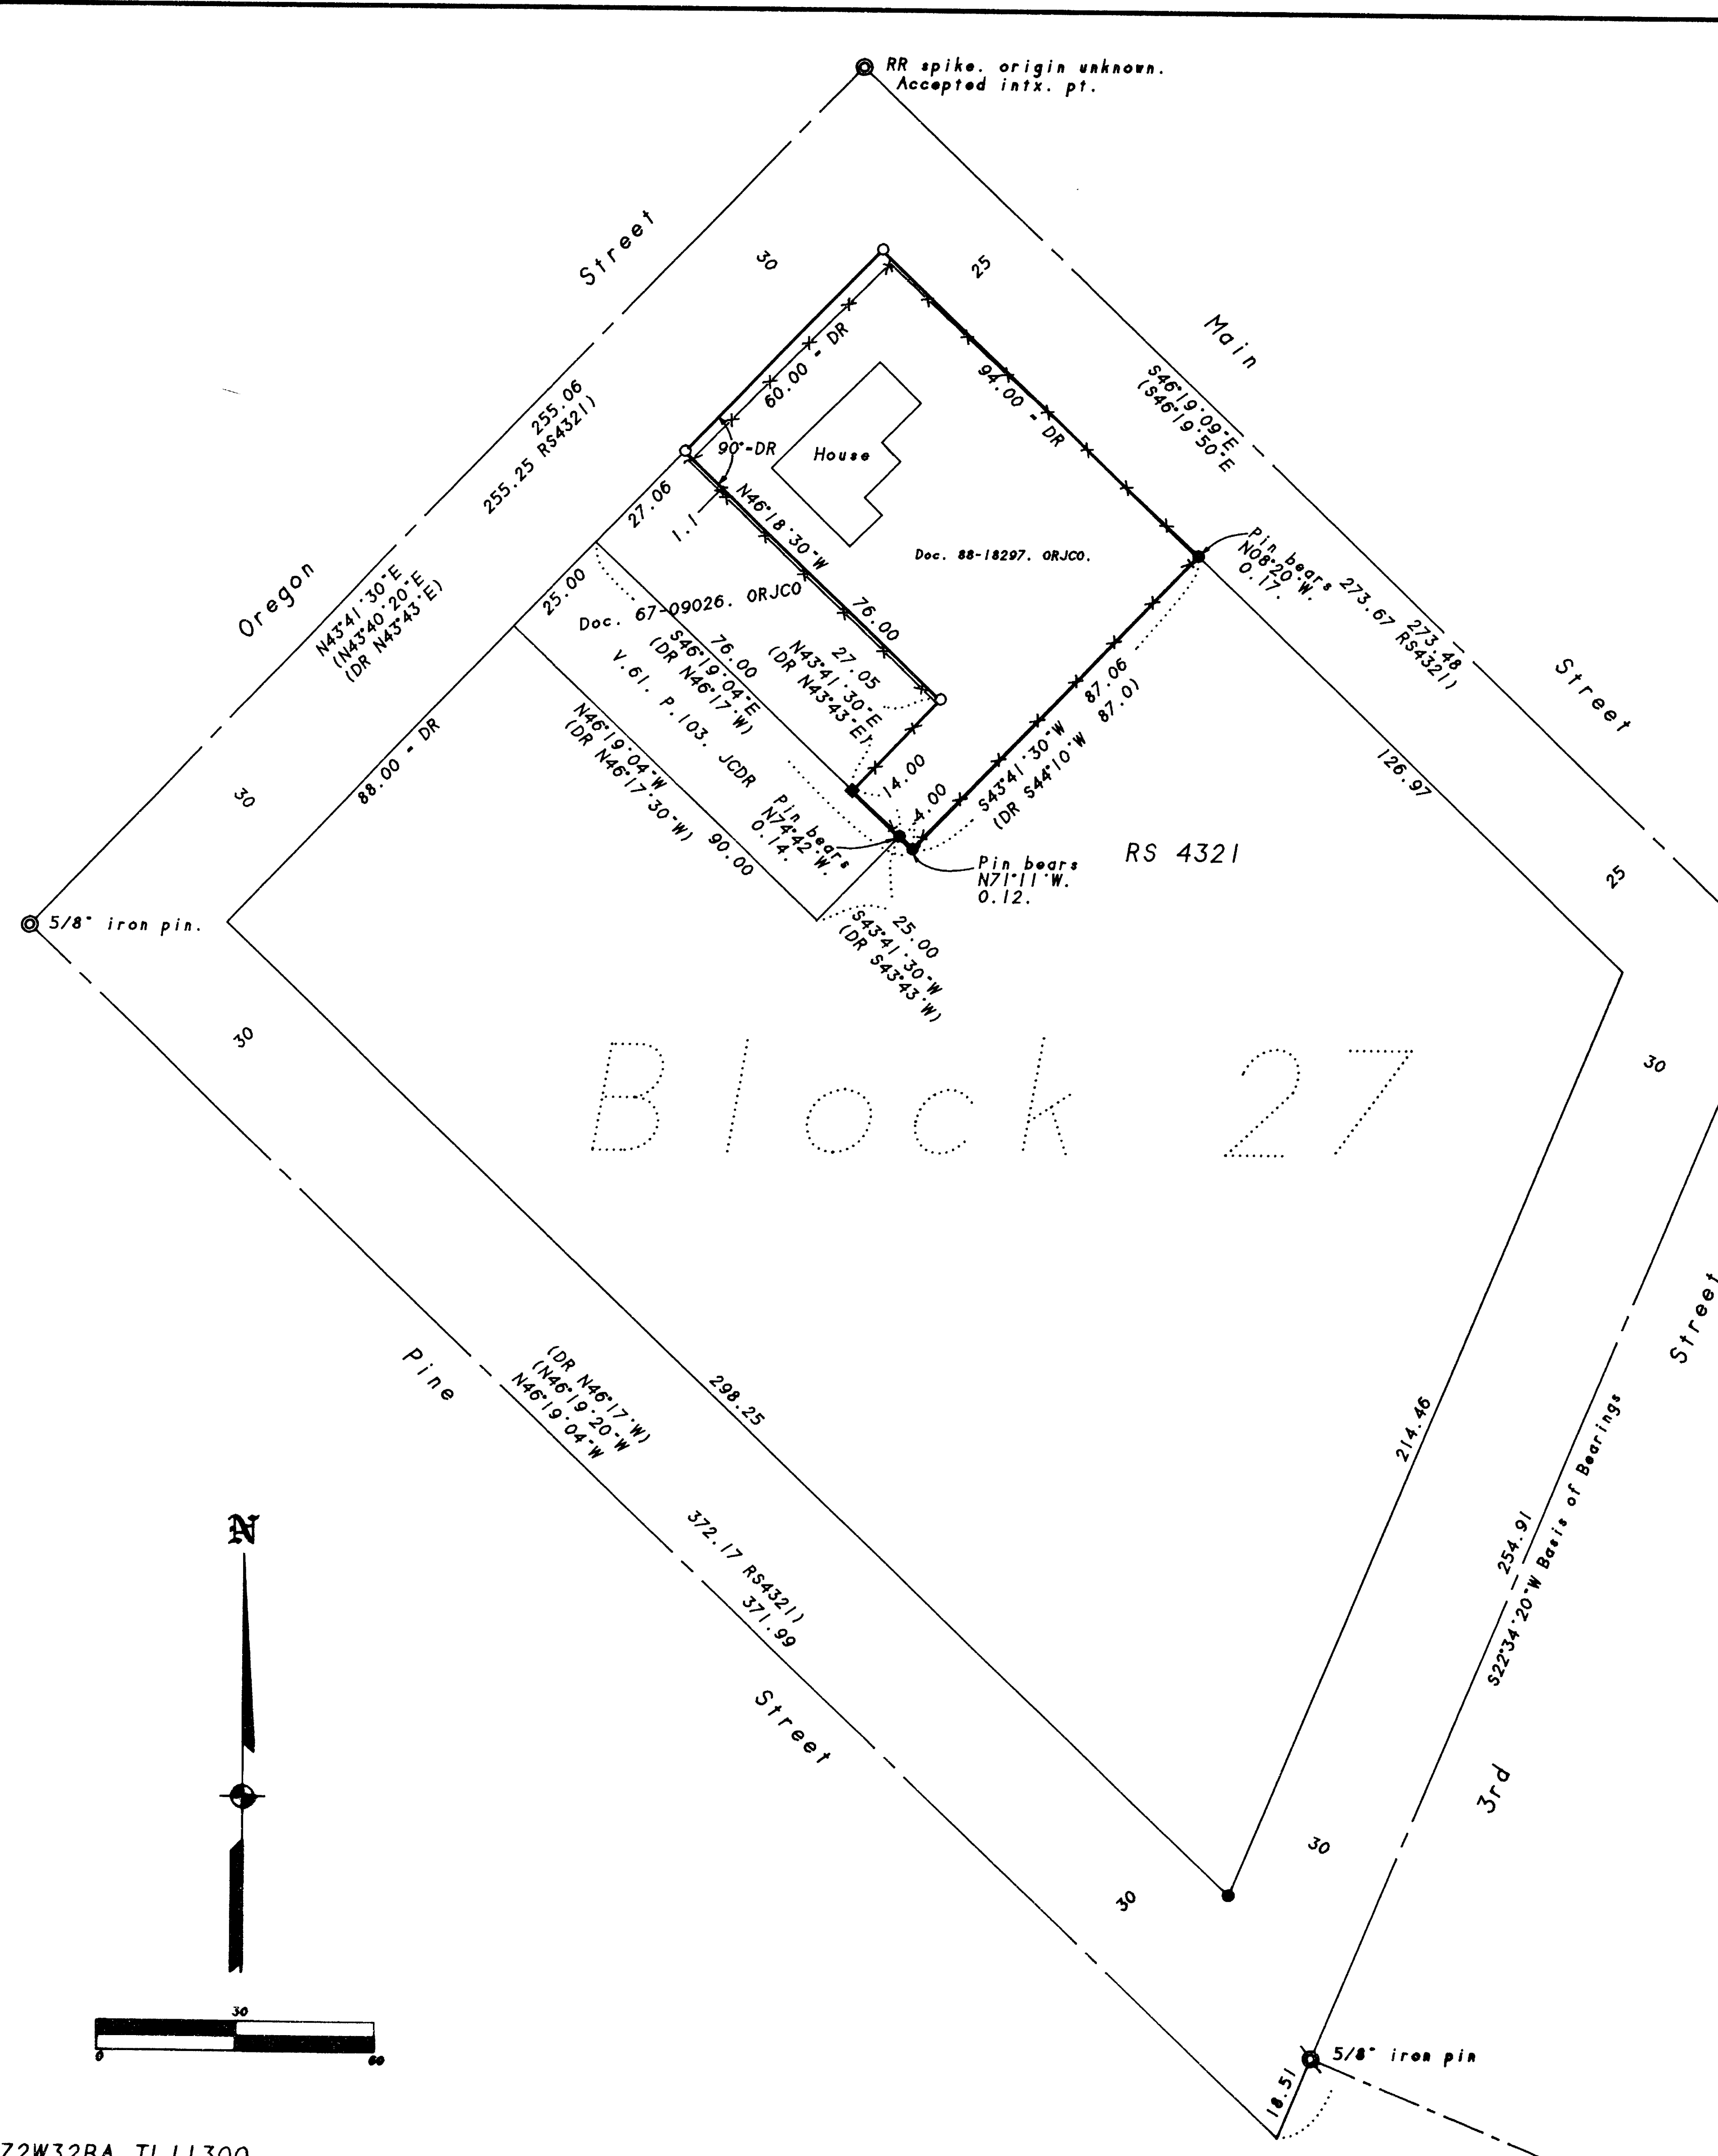 RR spike. origin unknown.
Accepted intx. pt.
Oregon Street
30
25
Main Street
255.06
255.25 RS4321)
N43°41'30"E
(N43°40'20"E
(DR N43°43'E)
S46°19'09"E
(S46°19'50"E
273.48
273.67 RS4321)
60.00 - DR
94.00 - DR
90°-DR
House
27.06
1.1
N46°18'30"W
76.00
Doc. 88-18297. ORJCO.
Pin bears
N08°20'W.
0.17.
25.00
Doc. 67-09026. ORJCO
76.00
S46°19'04"E
(DR N46°17'W)
27.05
N43°41'30"E
(DR N43°43'E)
V.61. P.103. JCDR
87.06
87.0)
S43°41'30"W
(DR S44°10'W
N46°19'04"W
(DR N46°17'30"W)
90.00
88.00 - DR
14.00
4.00
Pin bears
N74°42'W.
0.14.
Pin bears
N71°11'W.
0.12.
RS 4321
126.97
30
25
5/8" iron pin.
25.00
S43°41'30"W
(DR S43°43'W)
30
30
Block 27
Pine Street
(DR N46°17'W)
(N46°19'20"W
N46°19'04"W
298.25
372.17 RS4321)
371.99
214.46
254.91
S22°34'20"W Basis of Bearings
3rd Street
30
30
N
30
0
60
5/8" iron pin
18.51
72W32BA TL11300